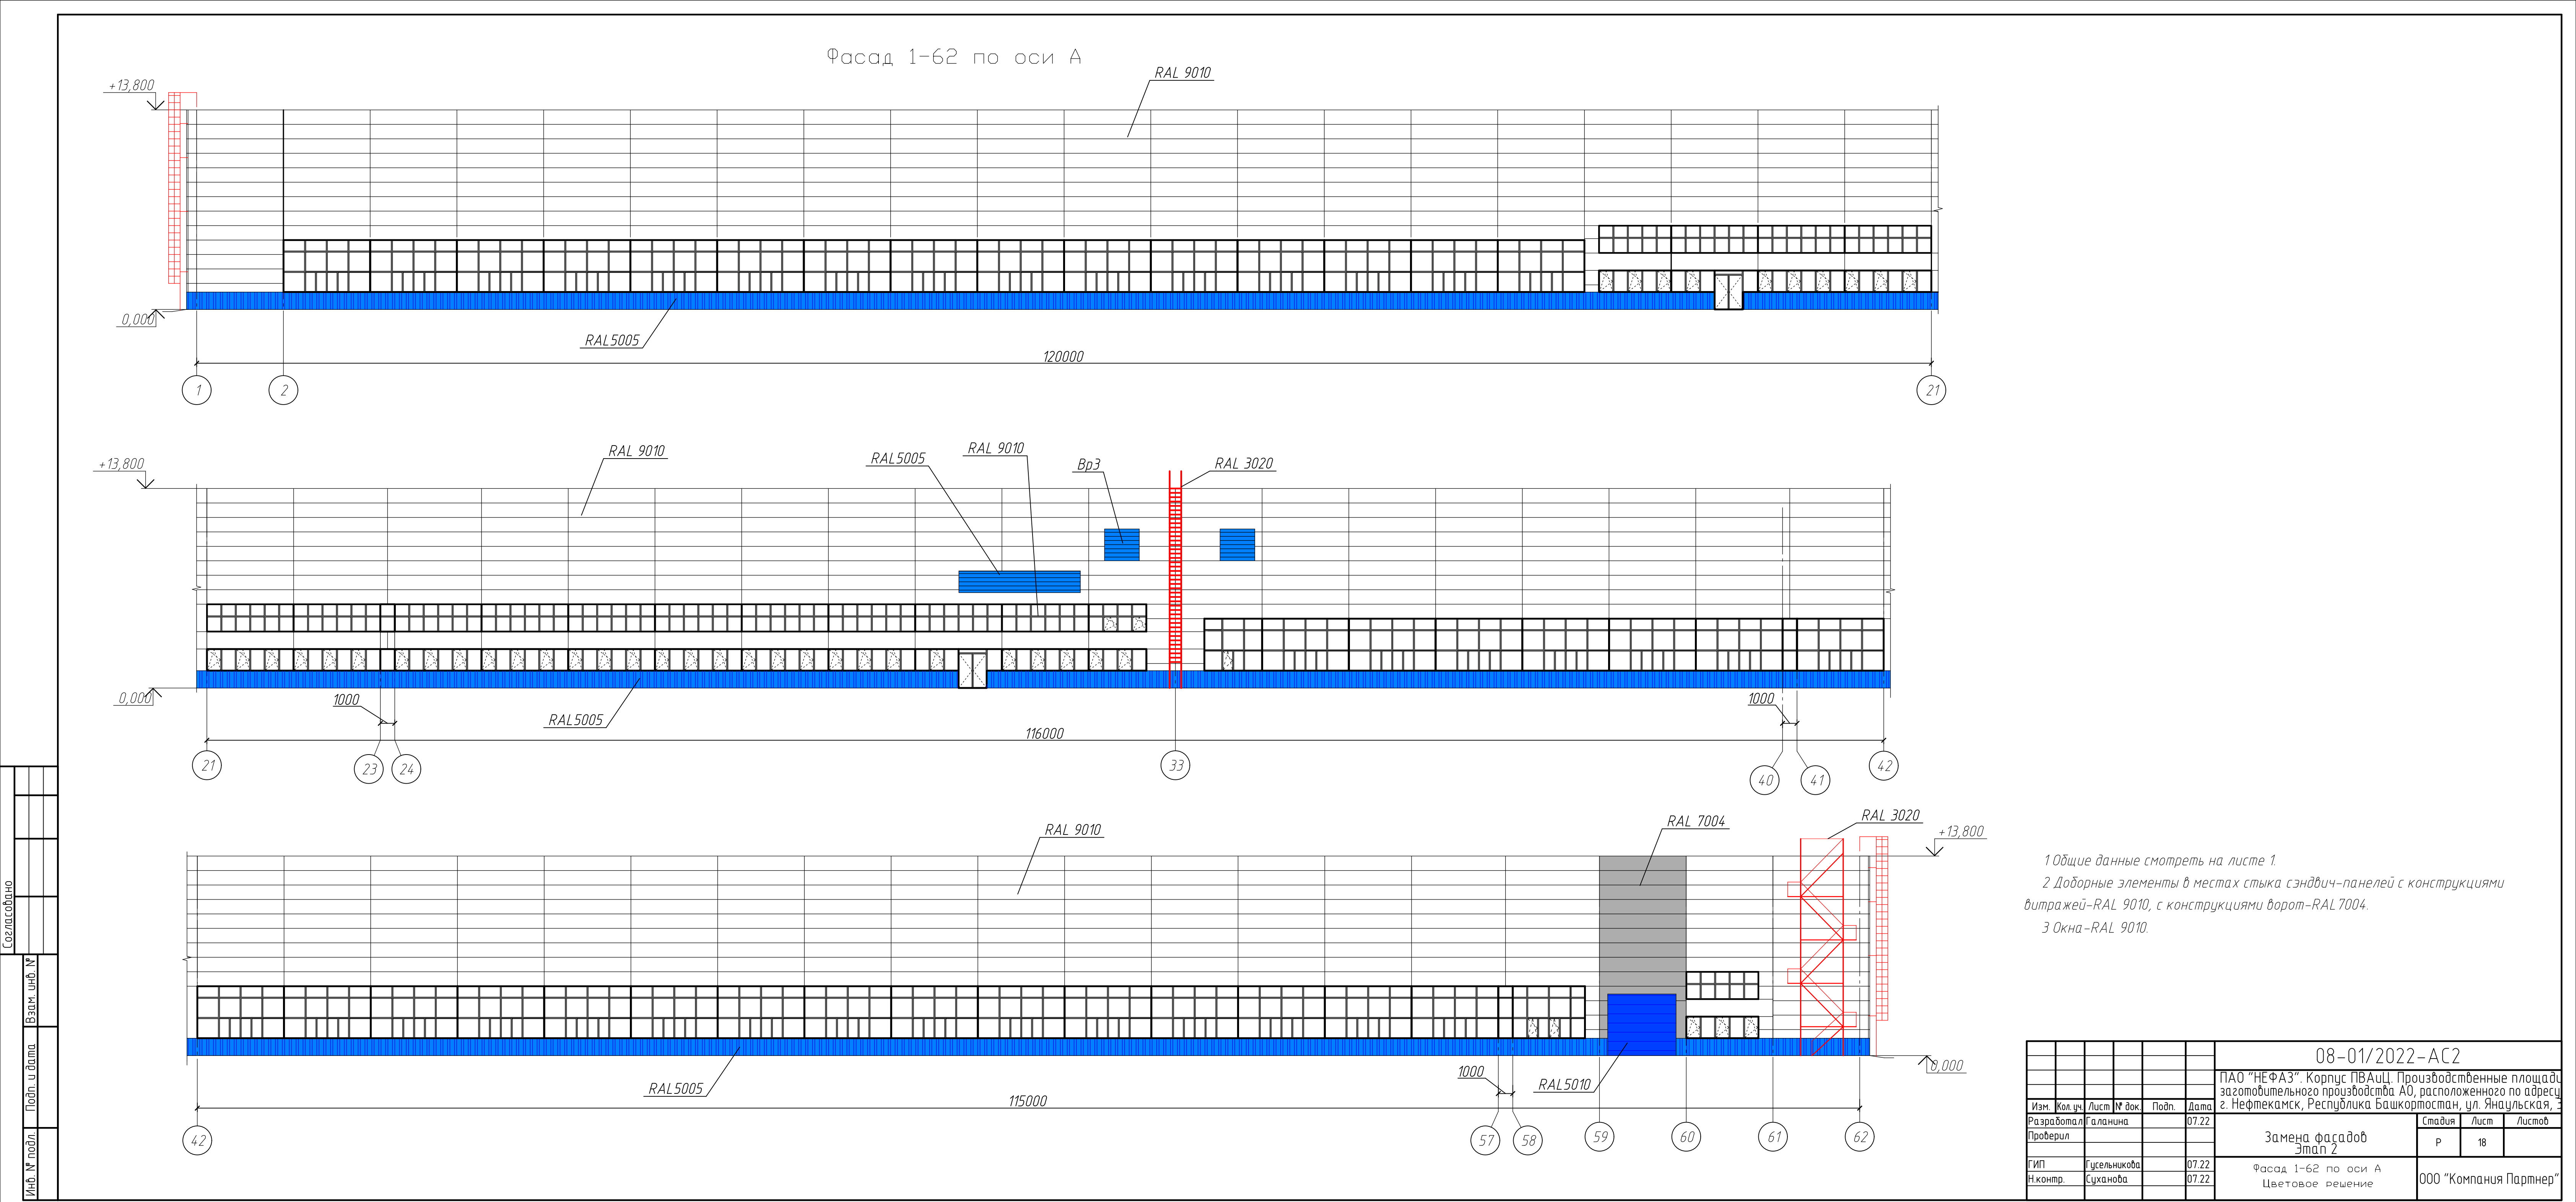 Фасад 1-62 по оси А
RAL 9010
+13,800
0,000
RAL5005
120000
1
2
21
RAL 9010
RAL5005
RAL 9010
Вр3
RAL 3020
+13,800
0,000
1000
RAL5005
1000
116000
21
23
24
33
40
41
42
RAL 9010
RAL 7004
RAL 3020
+13,800
0,000
RAL5005
1000
RAL5010
115000
42
57
58
59
60
61
62
1 Общие данные смотреть на листе 1.
2 Доборные элементы в местах стыка сэндвич-панелей с конструкциями
витражей-RAL 9010, с конструкциями ворот-RAL7004.
3 Окна-RAL 9010.
Согласовано
Взам. инв. №
Подп. и дата
Инв. № подл.
08-01/2022-АС2
ПАО "НЕФАЗ". Корпус ПВАиЦ. Производственные площади
заготовительного производства АО, расположенного по адресу
г. Нефтекамск, Республика Башкортостан, ул. Янаульская, 3
Изм. Кол.уч. Лист № док. Подп. Дата
Разработал Галанина 07.22
Проверил
ГИП Гусельникова 07.22
Н.контр. Суханова 07.22
Замена фасадов
Этап 2
Стадия Лист Листов
Р 18
Фасад 1-62 по оси А
Цветовое решение
ООО "Компания Партнер"